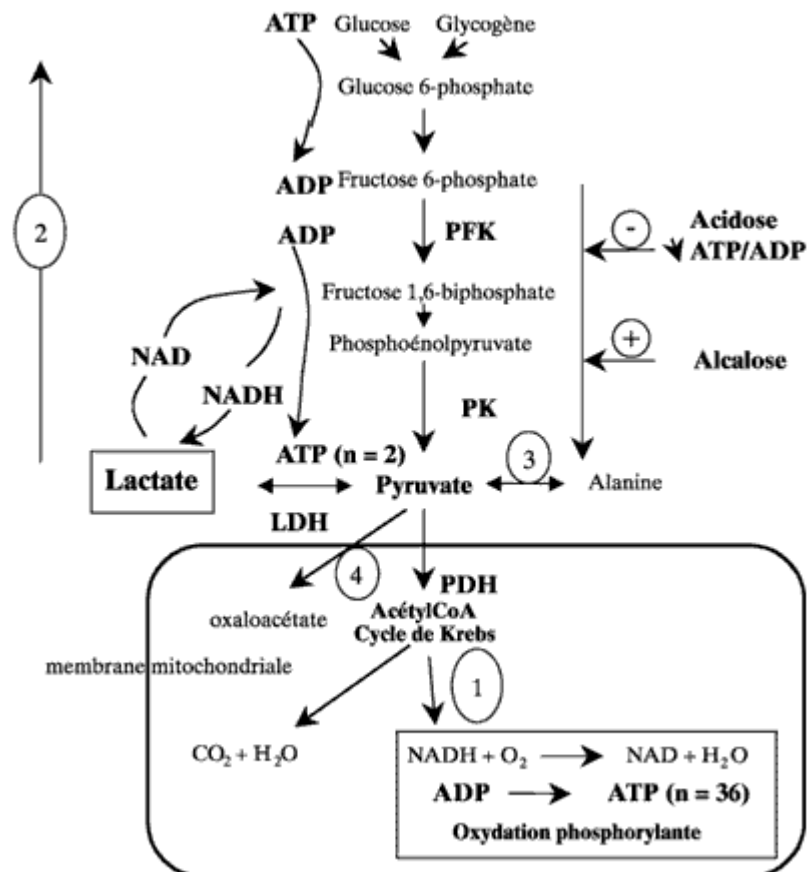 ATP Glucose Glycogène
Glucose 6-phosphate
ADP Fructose 6-phosphate
2
ADP
PFK
-
Acidose
ATP/ADP
Fructose 1,6-biphosphate
Phosphoénolpyruvate
+
Alcalose
NAD
NADH
PK
ATP (n = 2)
3
Lactate
Pyruvate
Alanine
LDH
4
PDH
oxaloacétate
AcétylCoA
Cycle de Krebs
membrane mitochondriale
1
CO₂ + H₂O
NADH + O₂ NAD + H₂O
ADP ATP (n = 36)
Oxydation phosphorylante